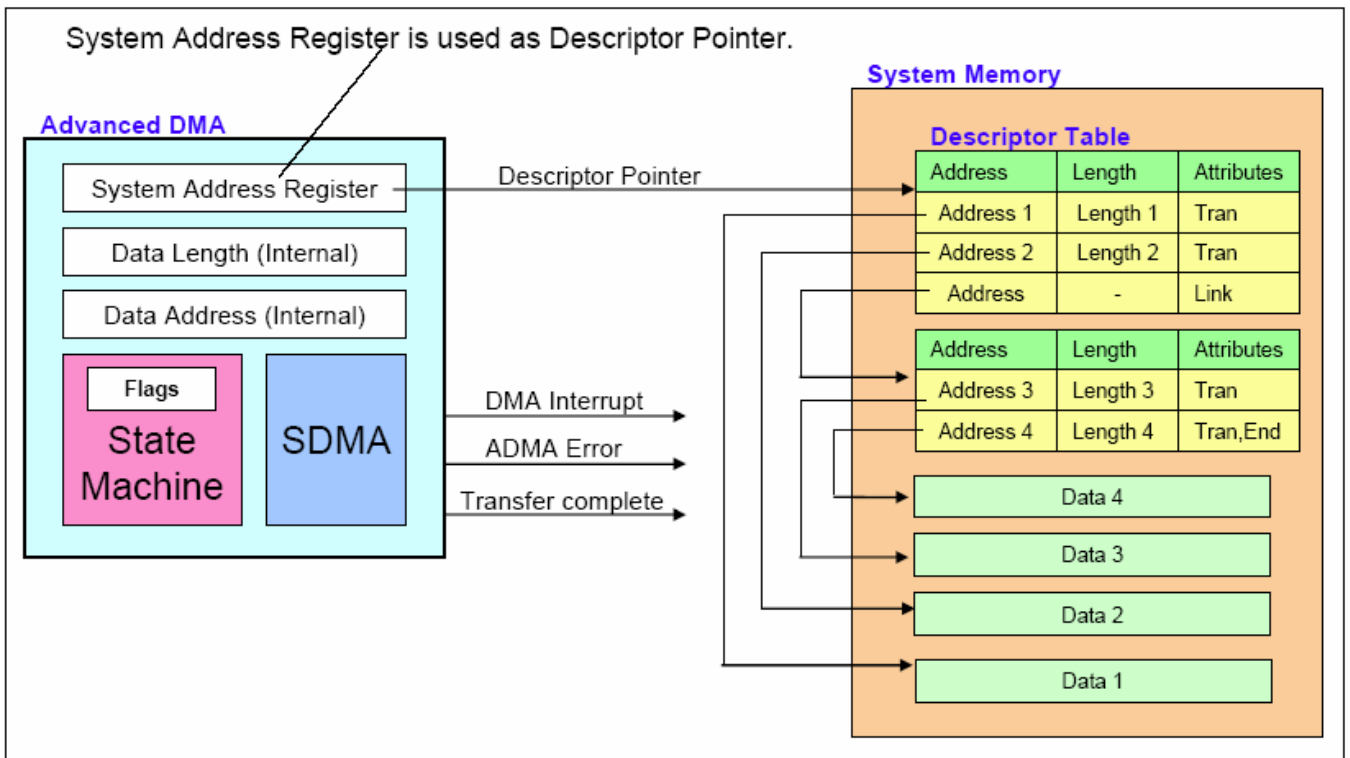 System Address Register is used as Descriptor Pointer.
System Memory
Advanced DMA
Descriptor Table
System Address Register
Descriptor Pointer
Address Length Attributes
Address 1 Length 1 Tran
Data Length (Internal)
Address 2 Length 2 Tran
Data Address (Internal)
Address - Link
Address Length Attributes
Flags
State
Machine
SDMA
DMA Interrupt
ADMA Error
Transfer complete
Address 3 Length 3 Tran
Address 4 Length 4 Tran,End
Data 4
Data 3
Data 2
Data 1